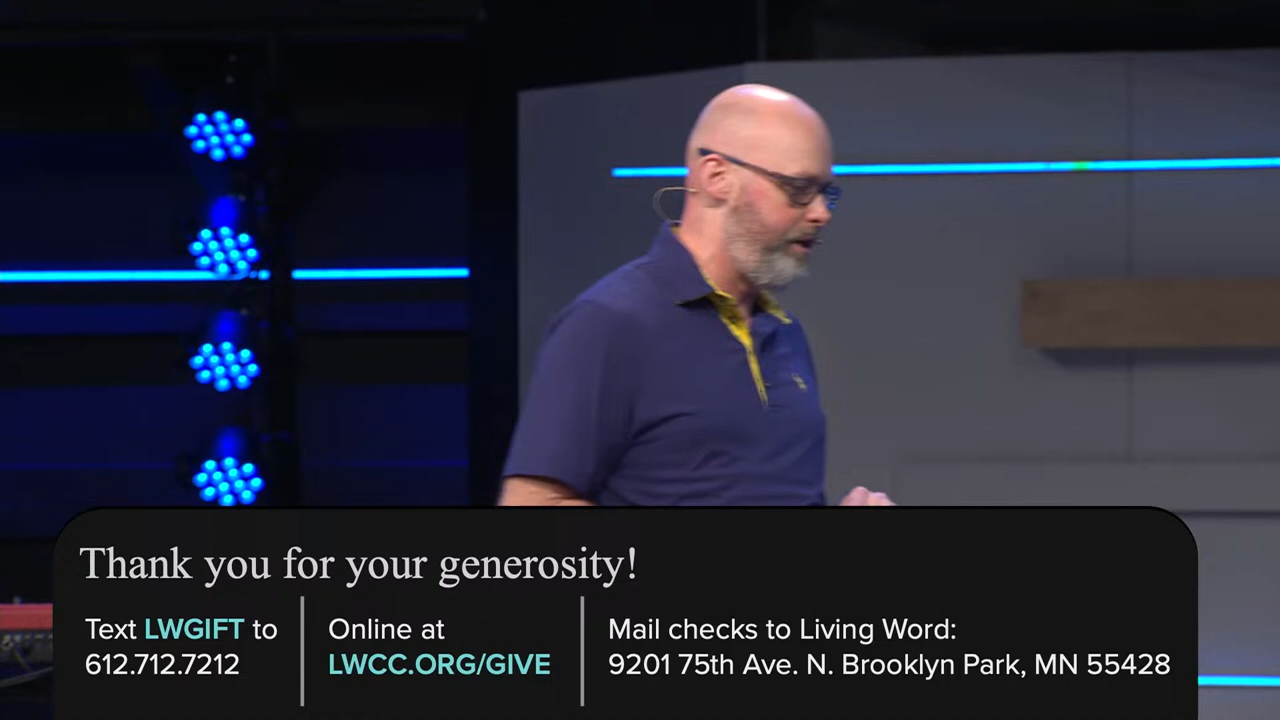 Thank you for your generosity!
Text LWGIFT to
612.712.7212
Online at
LWCC.ORG/GIVE
Mail checks to Living Word:
9201 75th Ave. N. Brooklyn Park, MN 55428